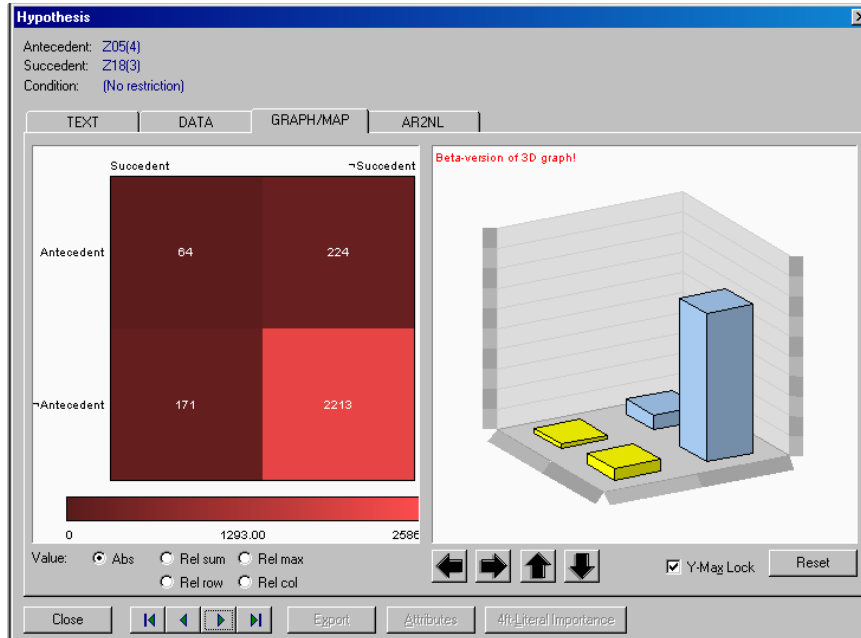 Hypothesis
Antecedent: Z05(4)
Succedent: Z18(3)
Condition: (No restriction)
TEXT DATA GRAPH/MAP AR2NL
Succedent ¬Succedent
Antecedent 64 224
¬Antecedent 171 2213
0 1293.00 2586
Beta-version of 3D graph!
Value: Abs Rel sum Rel max
Rel row Rel col
Y-Max Lock Reset
Close Export Attributes 4ft-Literal Importance